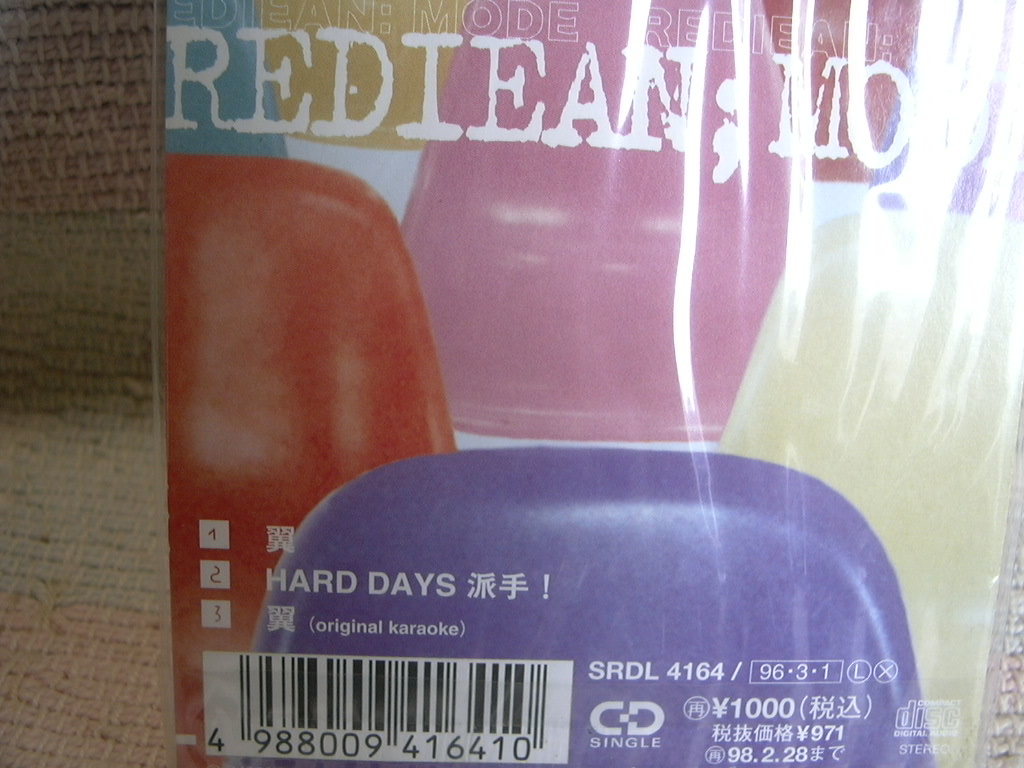 EDIEAN: MODE REDIEAN:
REDIEAN;MO
1 翼
2 HARD DAYS 派手！
3 翼 (original karaoke)
SRDL 4164 / 96・3・1 Ⓛ Ⓧ
CD SINGLE
再 ¥1000(税込)
税抜価格¥971
再 98.2.28まで
COMPACT disc DIGITAL AUDIO
STEREO
4 988009 416410